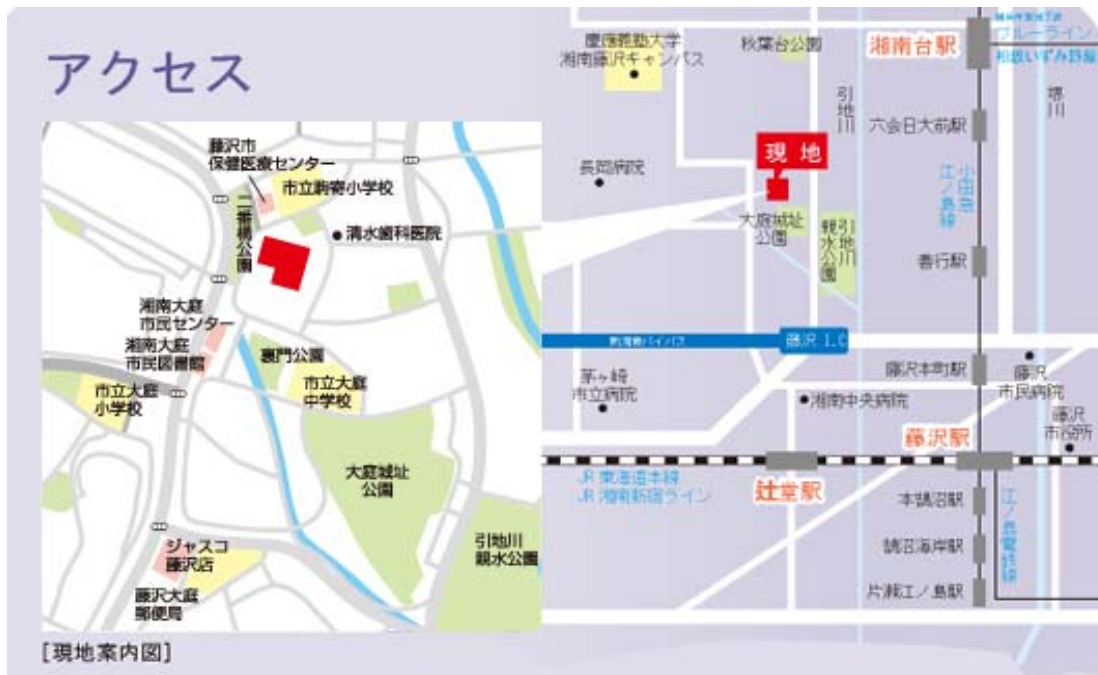 アクセス
藤沢市
保健医療センター
市立駒寄小学校
二番構公園
清水歯科医院
湘南大庭
市民センター
湘南大庭
市民図書館
裏門公園
市立大庭
中学校
市立大庭
小学校
大庭城址
公園
引地川
親水公園
ジャスコ
藤沢店
藤沢大庭
郵便局
[現地案内図]
慶應義塾大学
湘南藤沢キャンパス
秋葉台公園
湘南台駅
ブルーライン
相鉄いずみ野線
引地川
境川
六会日大前駅
現地
長岡病院
小田急
江ノ島線
大庭城址
公園
引地川
親水公園
善行駅
新湘南バイパス
藤沢 I.C
藤沢本町駅
藤沢
市民病院
茅ヶ崎
市立病院
湘南中央病院
藤沢駅
藤沢
市役所
JR 東海道本線
JR 湘南新宿ライン
辻堂駅
本鵠沼駅
江ノ島電鉄線
鵠沼海岸駅
片瀬江ノ島駅